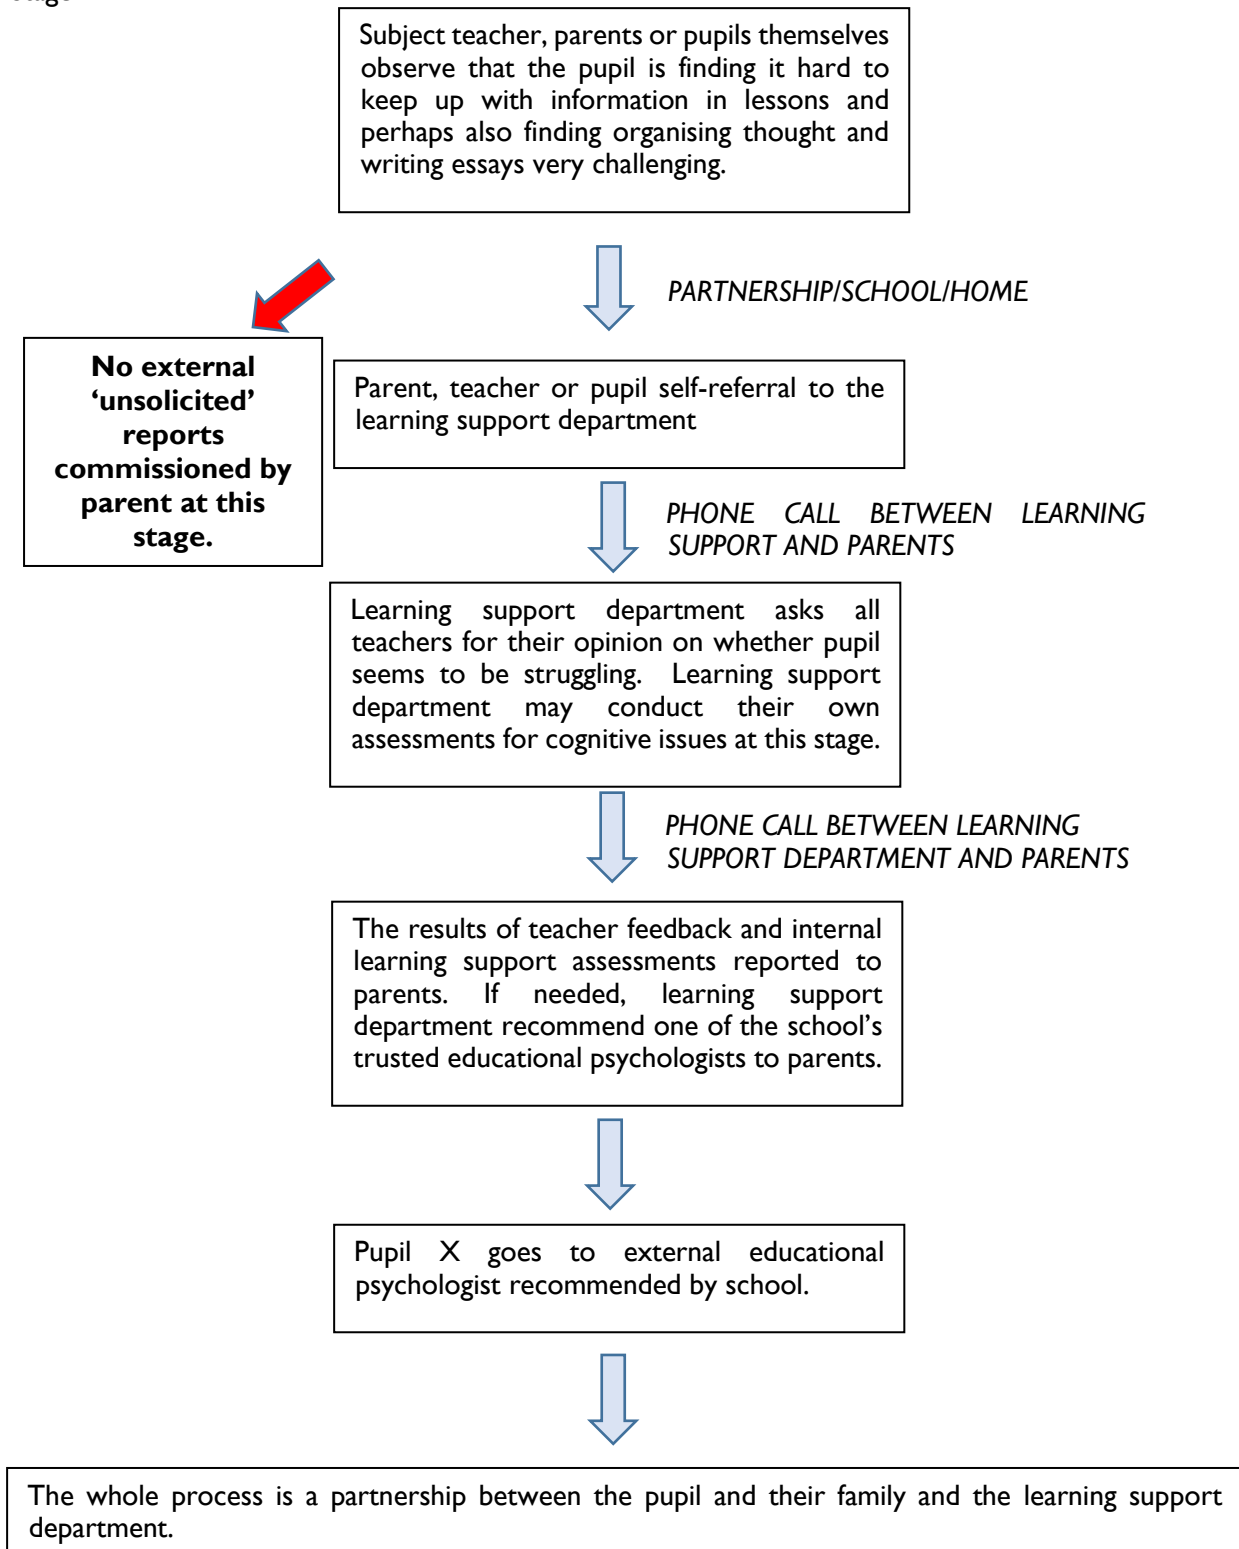 Subject teacher, parents or pupils themselves
observe that the pupil is finding it hard to
keep up with information in lessons and
perhaps also finding organising thought and
writing essays very challenging.
PARTNERSHIP/SCHOOL/HOME
No external
‘unsolicited’
reports
commissioned by
parent at this
stage.
Parent, teacher or pupil self-referral to the
learning support department
PHONE CALL BETWEEN LEARNING
SUPPORT AND PARENTS
Learning support department asks all
teachers for their opinion on whether pupil
seems to be struggling. Learning support
department may conduct their own
assessments for cognitive issues at this stage.
PHONE CALL BETWEEN LEARNING
SUPPORT DEPARTMENT AND PARENTS
The results of teacher feedback and internal
learning support assessments reported to
parents. If needed, learning support
department recommend one of the school’s
trusted educational psychologists to parents.
Pupil X goes to external educational
psychologist recommended by school.
The whole process is a partnership between the pupil and their family and the learning support
department.